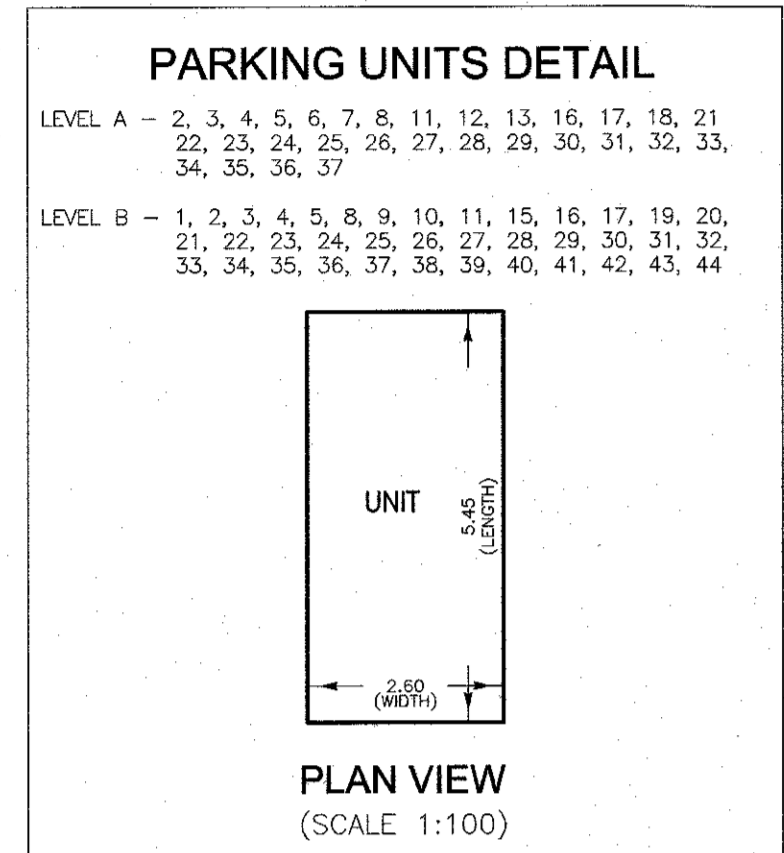 PARKING UNITS DETAIL
LEVEL A – 2, 3, 4, 5, 6, 7, 8, 11, 12, 13, 16, 17, 18, 21
22, 23, 24, 25, 26, 27, 28, 29, 30, 31, 32, 33,
34, 35, 36, 37
LEVEL B – 1, 2, 3, 4, 5, 8, 9, 10, 11, 15, 16, 17, 19, 20,
21, 22, 23, 24, 25, 26, 27, 28, 29, 30, 31, 32,
33, 34, 35, 36, 37, 38, 39, 40, 41, 42, 43, 44
UNIT
5.45
(LENGTH)
2.60
(WIDTH)
PLAN VIEW
(SCALE 1:100)